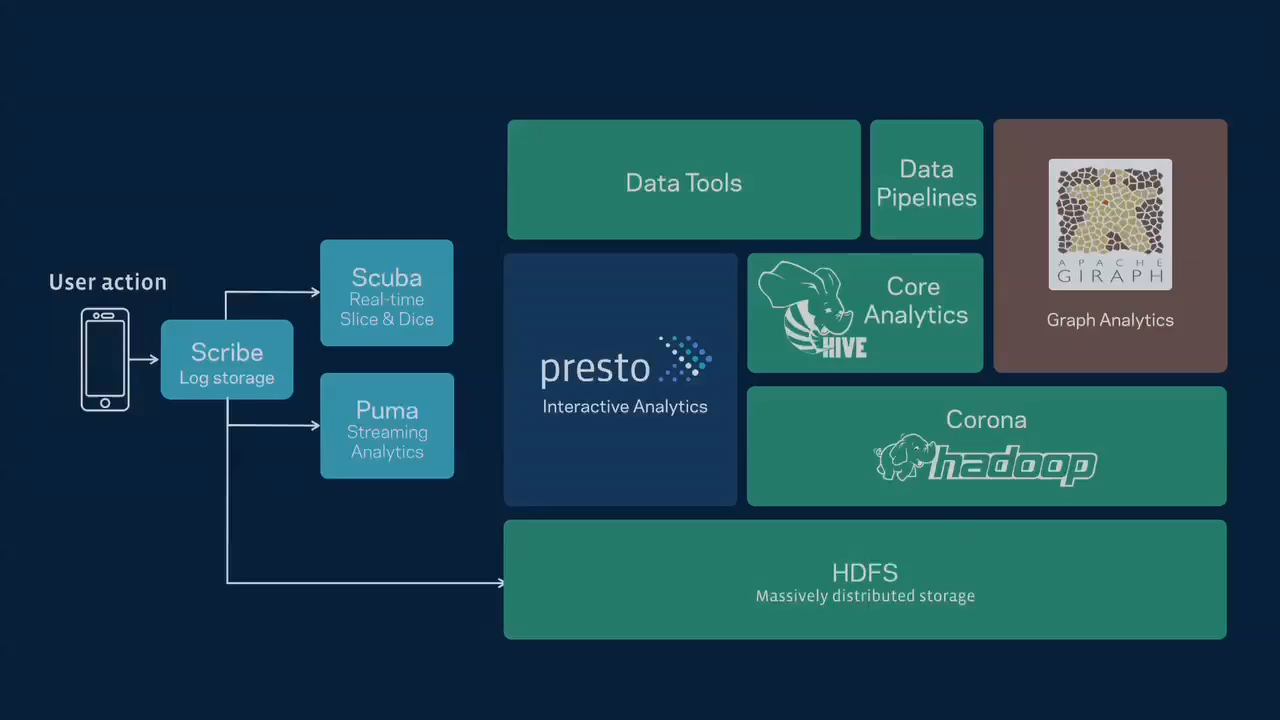 User action
Scribe
Log storage
Scuba
Real-time
Slice & Dice
Puma
Streaming
Analytics
Data Tools
Data
Pipelines
APACHE
GIRAPH
Graph Analytics
presto
Interactive Analytics
HIVE
Core
Analytics
Corona
hadoop
HDFS
Massively distributed storage